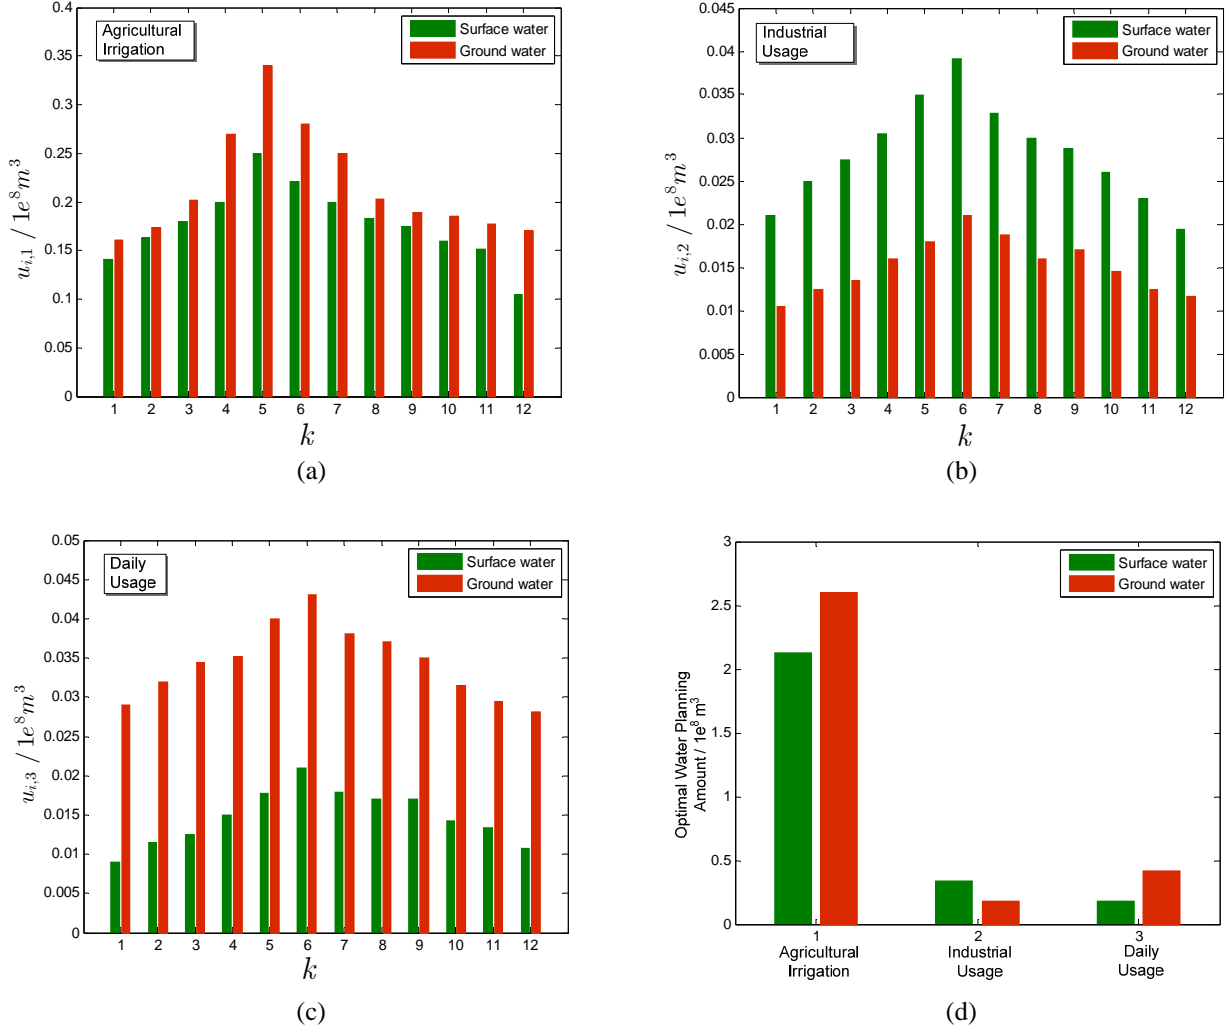 Agricultural
Irrigation
Surface water
Ground water
0.4
0.35
0.3
0.25
0.2
0.15
0.1
0.05
0
u_{i,1} / 1e^8 m^3
1 2 3 4 5 6 7 8 9 10 11 12
k
(a)
Industrial
Usage
Surface water
Ground water
0.045
0.04
0.035
0.03
0.025
0.02
0.015
0.01
0.005
0
u_{i,2} / 1e^8 m^3
1 2 3 4 5 6 7 8 9 10 11 12
k
(b)
Daily
Usage
Surface water
Ground water
0.05
0.045
0.04
0.035
0.03
0.025
0.02
0.015
0.01
0.005
0
u_{i,3} / 1e^8 m^3
1 2 3 4 5 6 7 8 9 10 11 12
k
(c)
Surface water
Ground water
3
2.5
2
1.5
1
0.5
0
Optimal Water Planning
Amount / 1e^8 m^3
1 2 3
Agricultural Industrial Daily
Irrigation Usage Usage
(d)